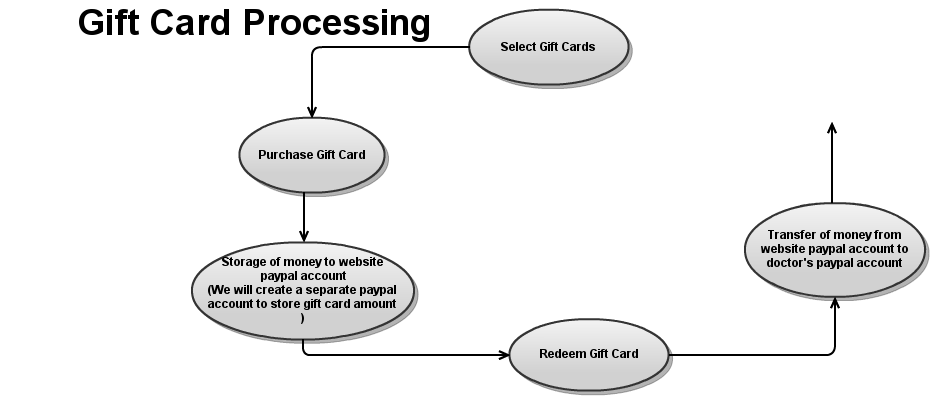 Gift Card Processing
Select Gift Cards
Purchase Gift Card
Storage of money to website
paypal account
(We will create a separate paypal
account to store gift card amount
)
Redeem Gift Card
Transfer of money from
website paypal account to
doctor's paypal account